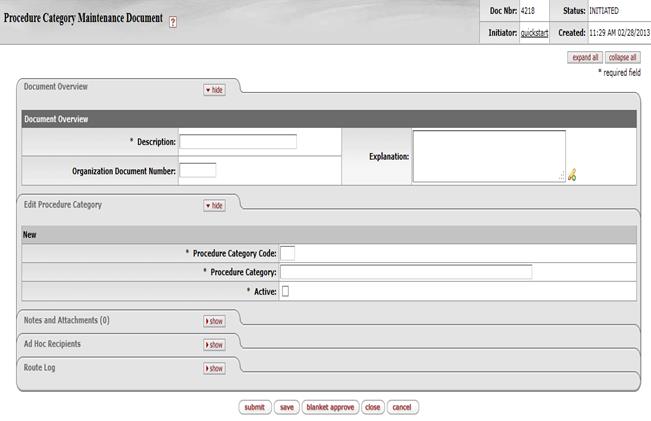 Procedure Category Maintenance Document ?
Doc Nbr: 4218 Status: INITIATED
Initiator: quickstart Created: 11:29 AM 02/28/2013
expand all collapse all
* required field
Document Overview hide
Document Overview
* Description: Explanation:
Organization Document Number:
Edit Procedure Category hide
New
* Procedure Category Code:
* Procedure Category:
* Active:
Notes and Attachments (0) show
Ad Hoc Recipients show
Route Log show
submit save blanket approve close cancel